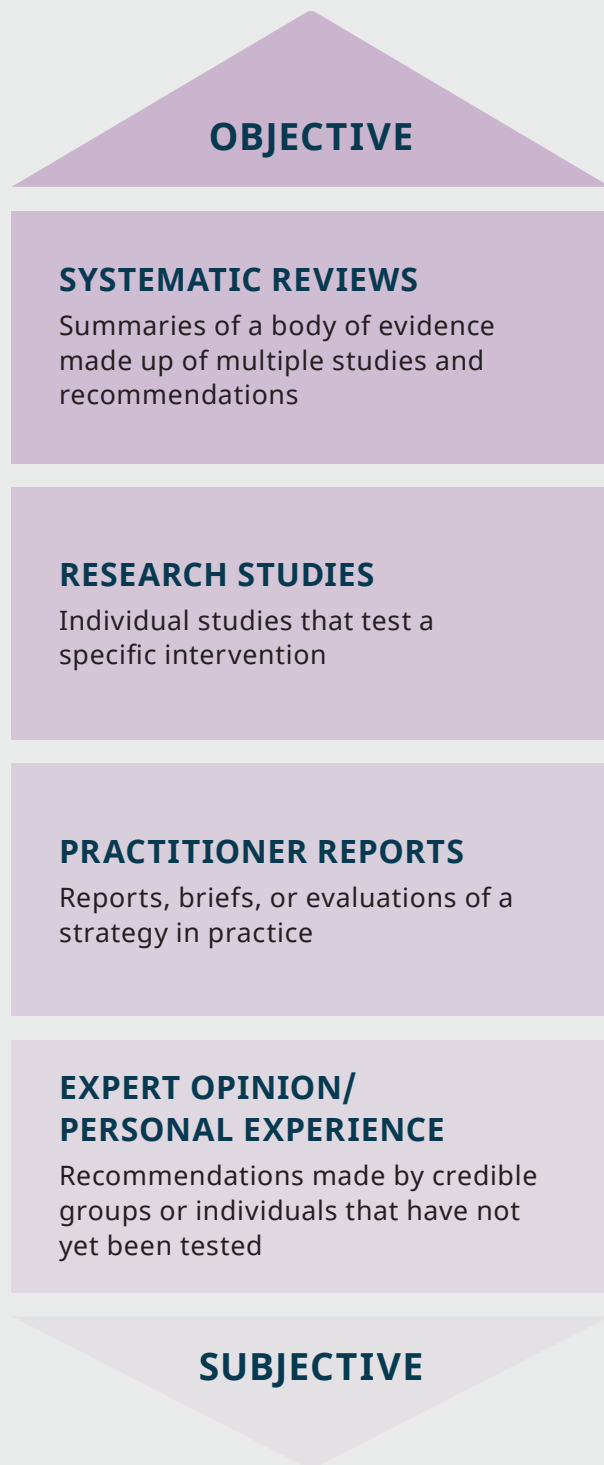 OBJECTIVE
SYSTEMATIC REVIEWS
Summaries of a body of evidence
made up of multiple studies and
recommendations
RESEARCH STUDIES
Individual studies that test a
specific intervention
PRACTITIONER REPORTS
Reports, briefs, or evaluations of a
strategy in practice
EXPERT OPINION/
PERSONAL EXPERIENCE
Recommendations made by credible
groups or individuals that have not
yet been tested
SUBJECTIVE